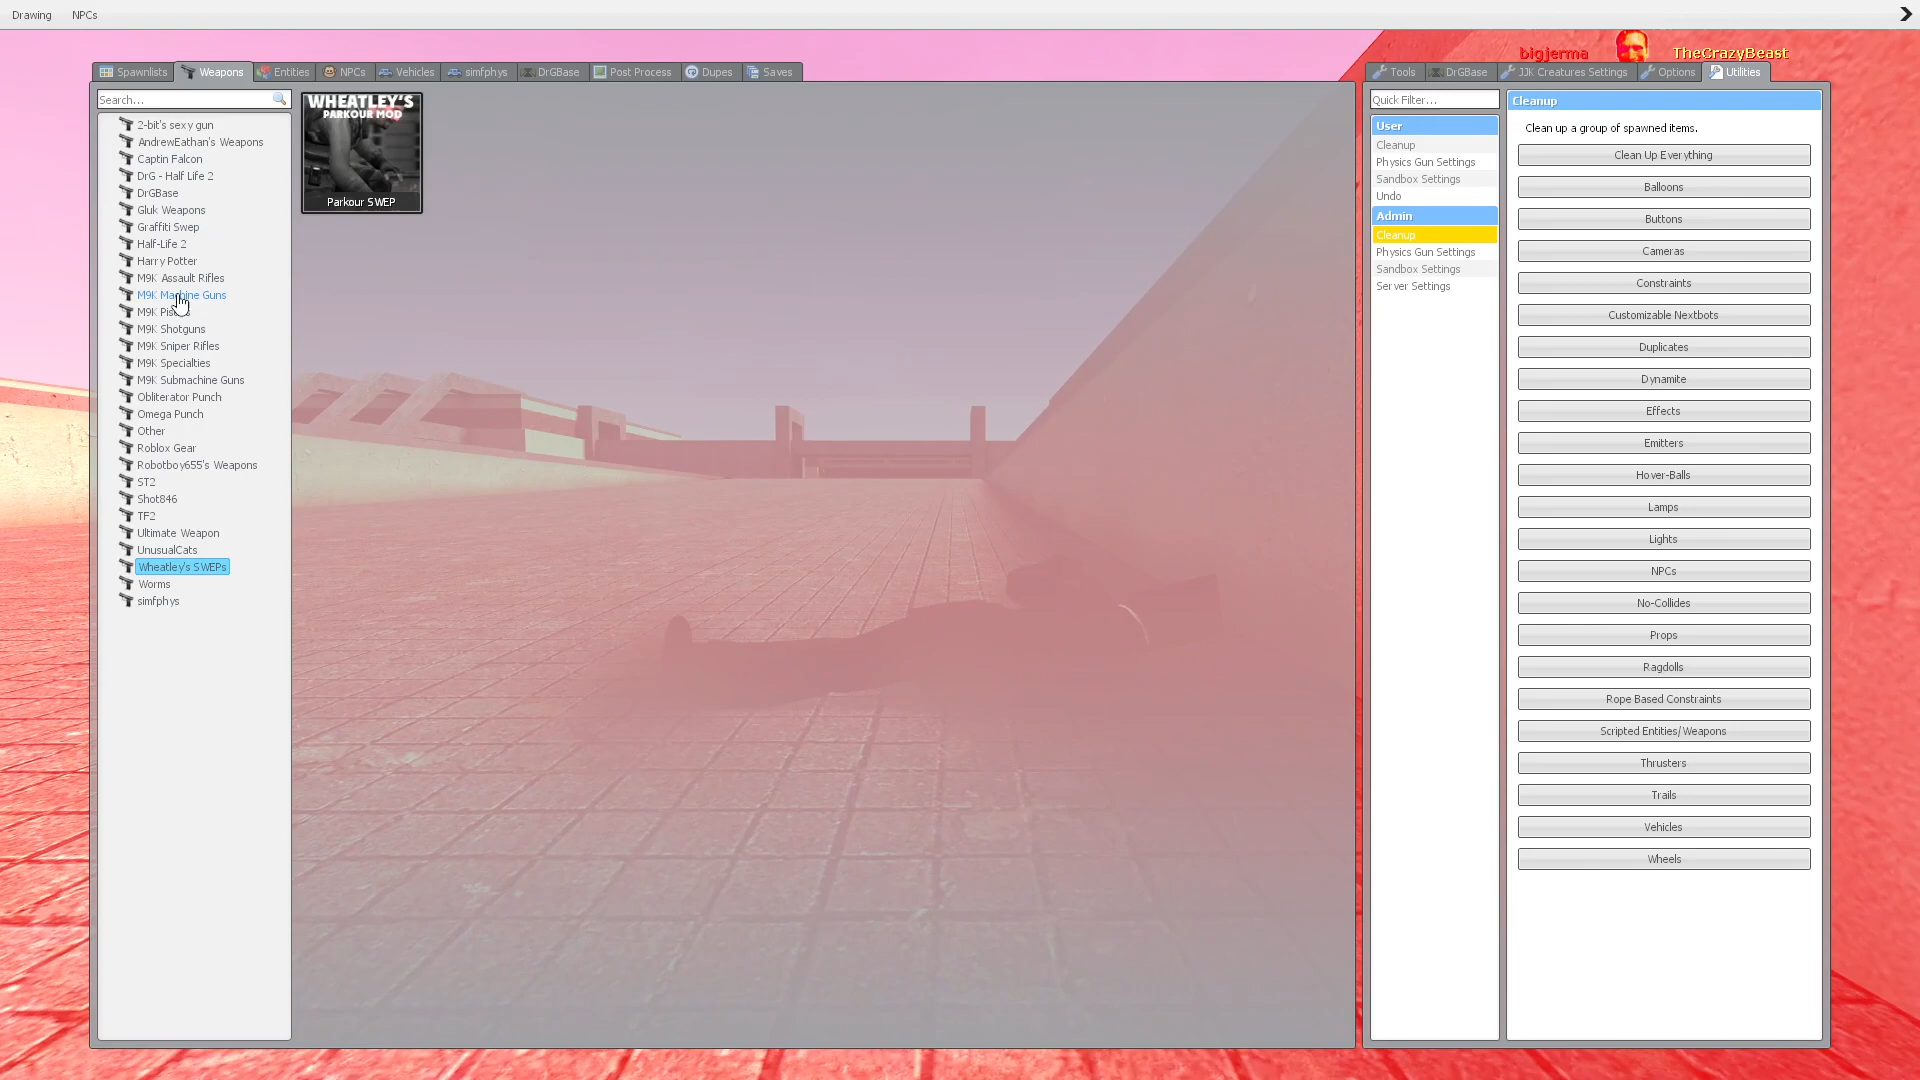 Drawing NPCs
bigjerma TheCrazyBeast
Spawnlists Weapons Entities NPCs Vehicles simfphys DrGBase Post Process Dupes Saves
Search...
2-bit's sexy gun
AndrewEathan's Weapons
Captin Falcon
DrG - Half Life 2
DrGBase
Gluk Weapons
Graffiti Swep
Half-Life 2
Harry Potter
M9K Assault Rifles
M9K Machine Guns
M9K
M9K Shotguns
M9K Sniper Rifles
M9K Specialties
M9K Submachine Guns
Obliterator Punch
Omega Punch
Other
Roblox Gear
Robotboy655's Weapons
ST2
Shot846
TF2
Ultimate Weapon
UnusualCats
Wheatley's SWEPs
Worms
simfphys
WHEATLEY'S
PARKOUR MOD
Parkour SWEP
Tools DrGBase JJK Creatures Settings Options Utilities
Quick Filter...
User
Cleanup
Physics Gun Settings
Sandbox Settings
Undo
Admin
Cleanup
Physics Gun Settings
Sandbox Settings
Server Settings
Cleanup
Clean up a group of spawned items.
Clean Up Everything
Balloons
Buttons
Cameras
Constraints
Customizable Nextbots
Duplicates
Dynamite
Effects
Emitters
Hover-Balls
Lamps
Lights
NPCs
No-Collides
Props
Ragdolls
Rope Based Constraints
Scripted Entities/Weapons
Thrusters
Trails
Vehicles
Wheels